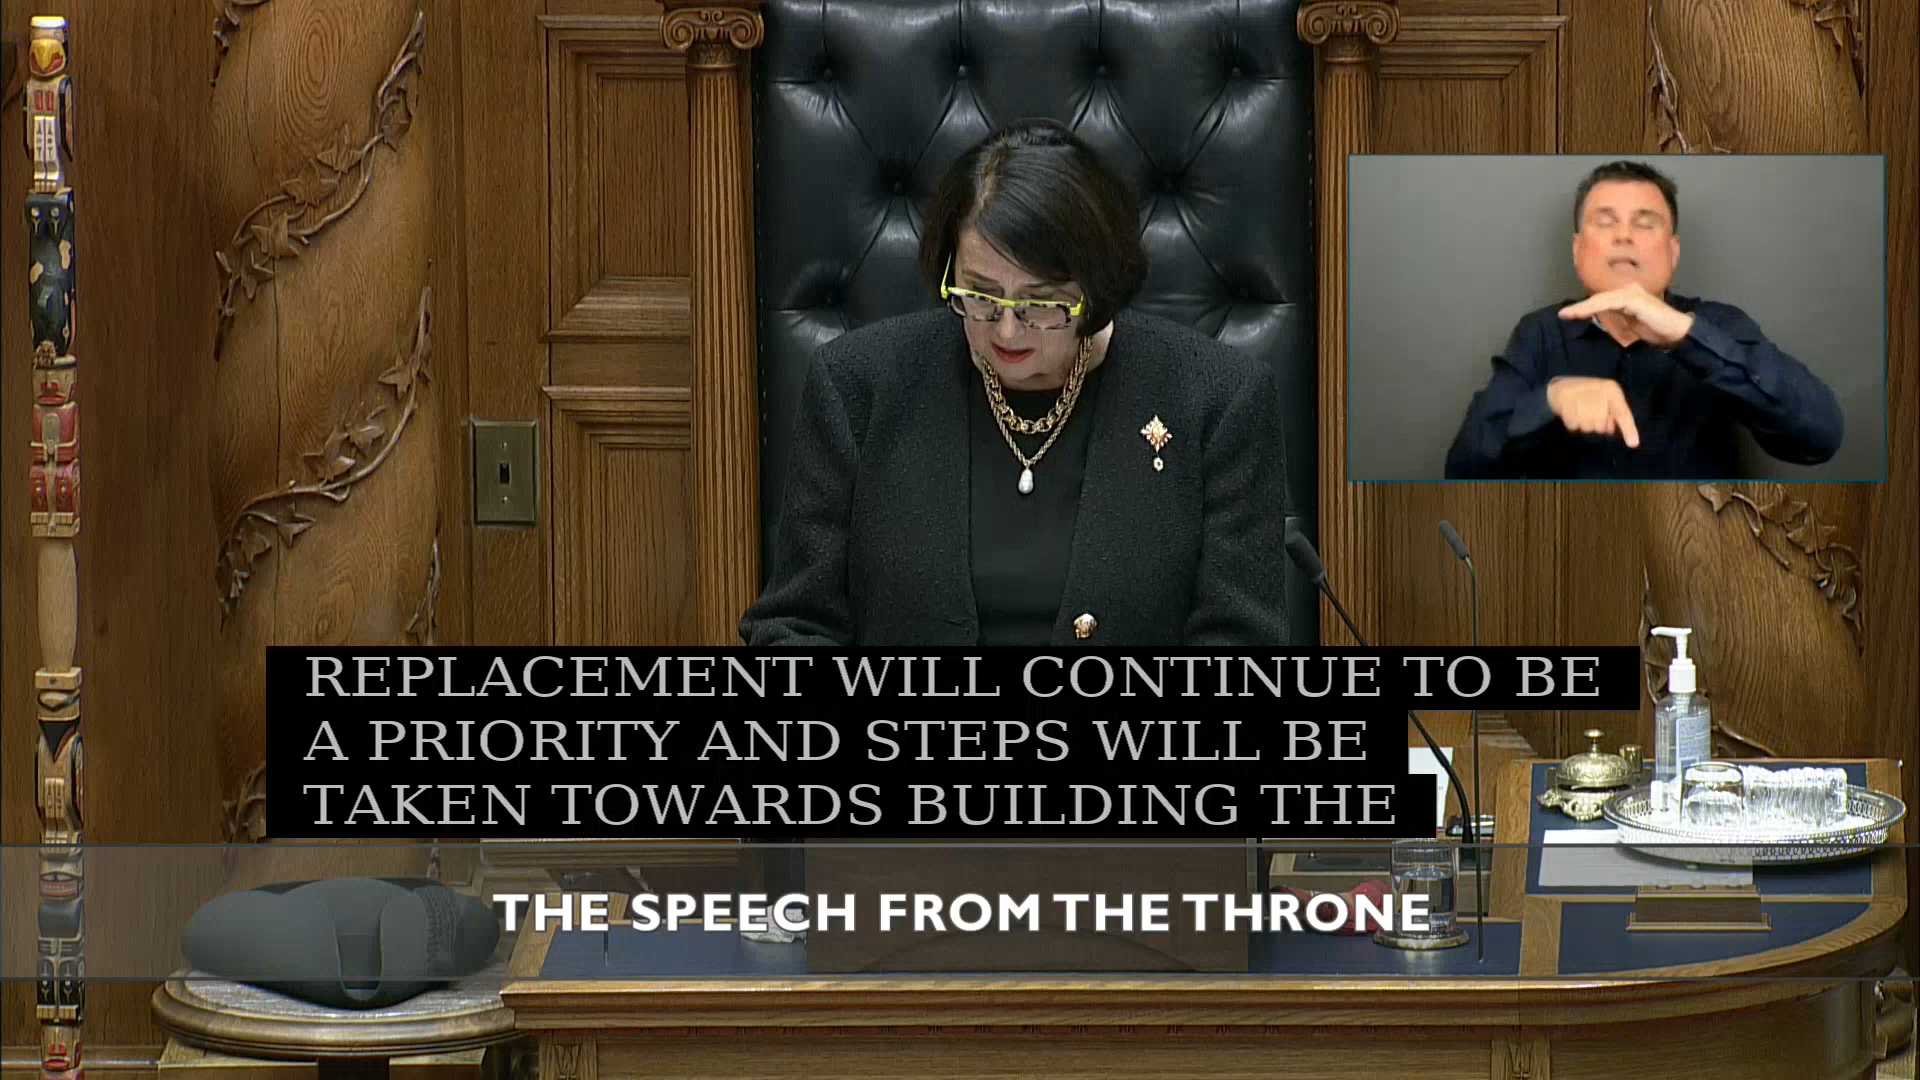 REPLACEMENT WILL CONTINUE TO BE
A PRIORITY AND STEPS WILL BE
TAKEN TOWARDS BUILDING THE
THE SPEECH FROM THE THRONE